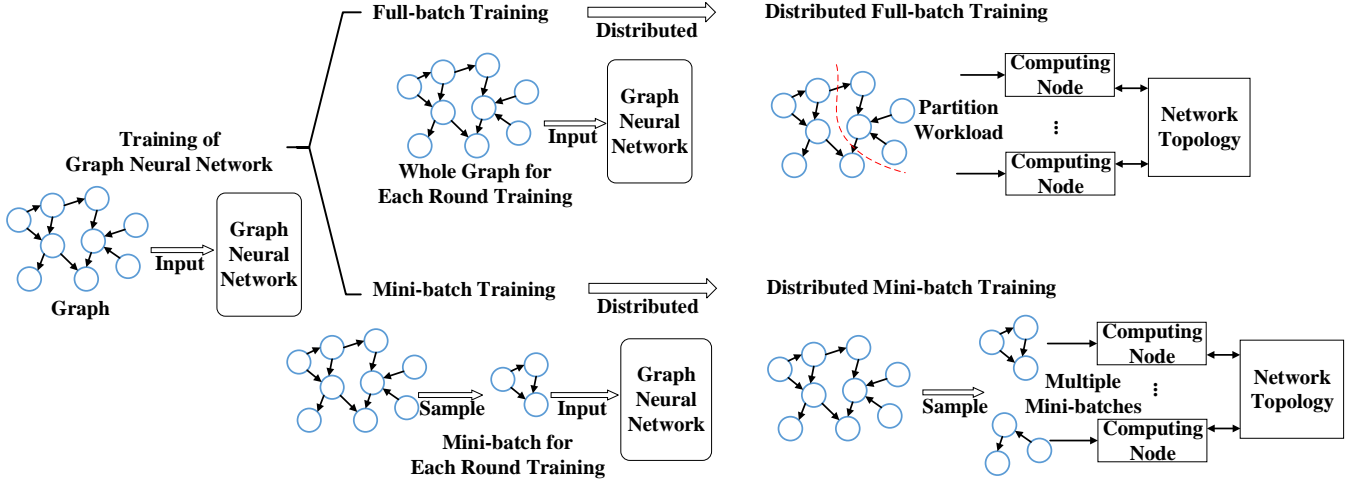 Training of
Graph Neural Network
Graph
Input
Graph
Neural
Network
Full-batch Training
Distributed
Distributed Full-batch Training
Whole Graph for
Each Round Training
Input
Graph
Neural
Network
Partition
Workload
Computing
Node
...
Computing
Node
Network
Topology
Mini-batch Training
Distributed
Distributed Mini-batch Training
Sample
Mini-batch for
Each Round Training
Input
Graph
Neural
Network
Sample
Multiple
Mini-batches
Computing
Node
...
Computing
Node
Network
Topology